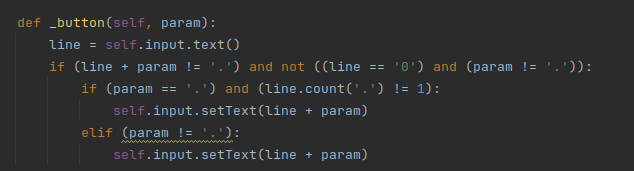 def _button(self, param):
    line = self.input.text()
    if (line + param != '.') and not ((line == '0') and (param != '.')):
        if (param == '.') and (line.count('.') != 1):
            self.input.setText(line + param)
        elif (param != '.'):
            self.input.setText(line + param)